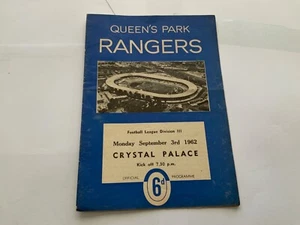 QUEEN'S PARK
RANGERS
Football League Division III
Monday September 3rd 1962
CRYSTAL PALACE
Kick off 7.30 p.m.
OFFICIAL PROGRAMME
6d